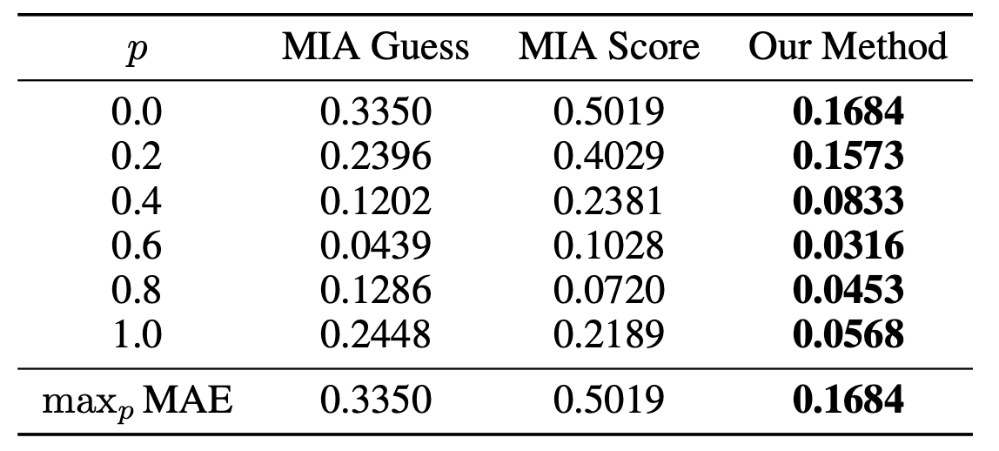 p MIA Guess MIA Score Our Method
0.0 0.3350 0.5019 0.1684
0.2 0.2396 0.4029 0.1573
0.4 0.1202 0.2381 0.0833
0.6 0.0439 0.1028 0.0316
0.8 0.1286 0.0720 0.0453
1.0 0.2448 0.2189 0.0568
maxₚ MAE 0.3350 0.5019 0.1684